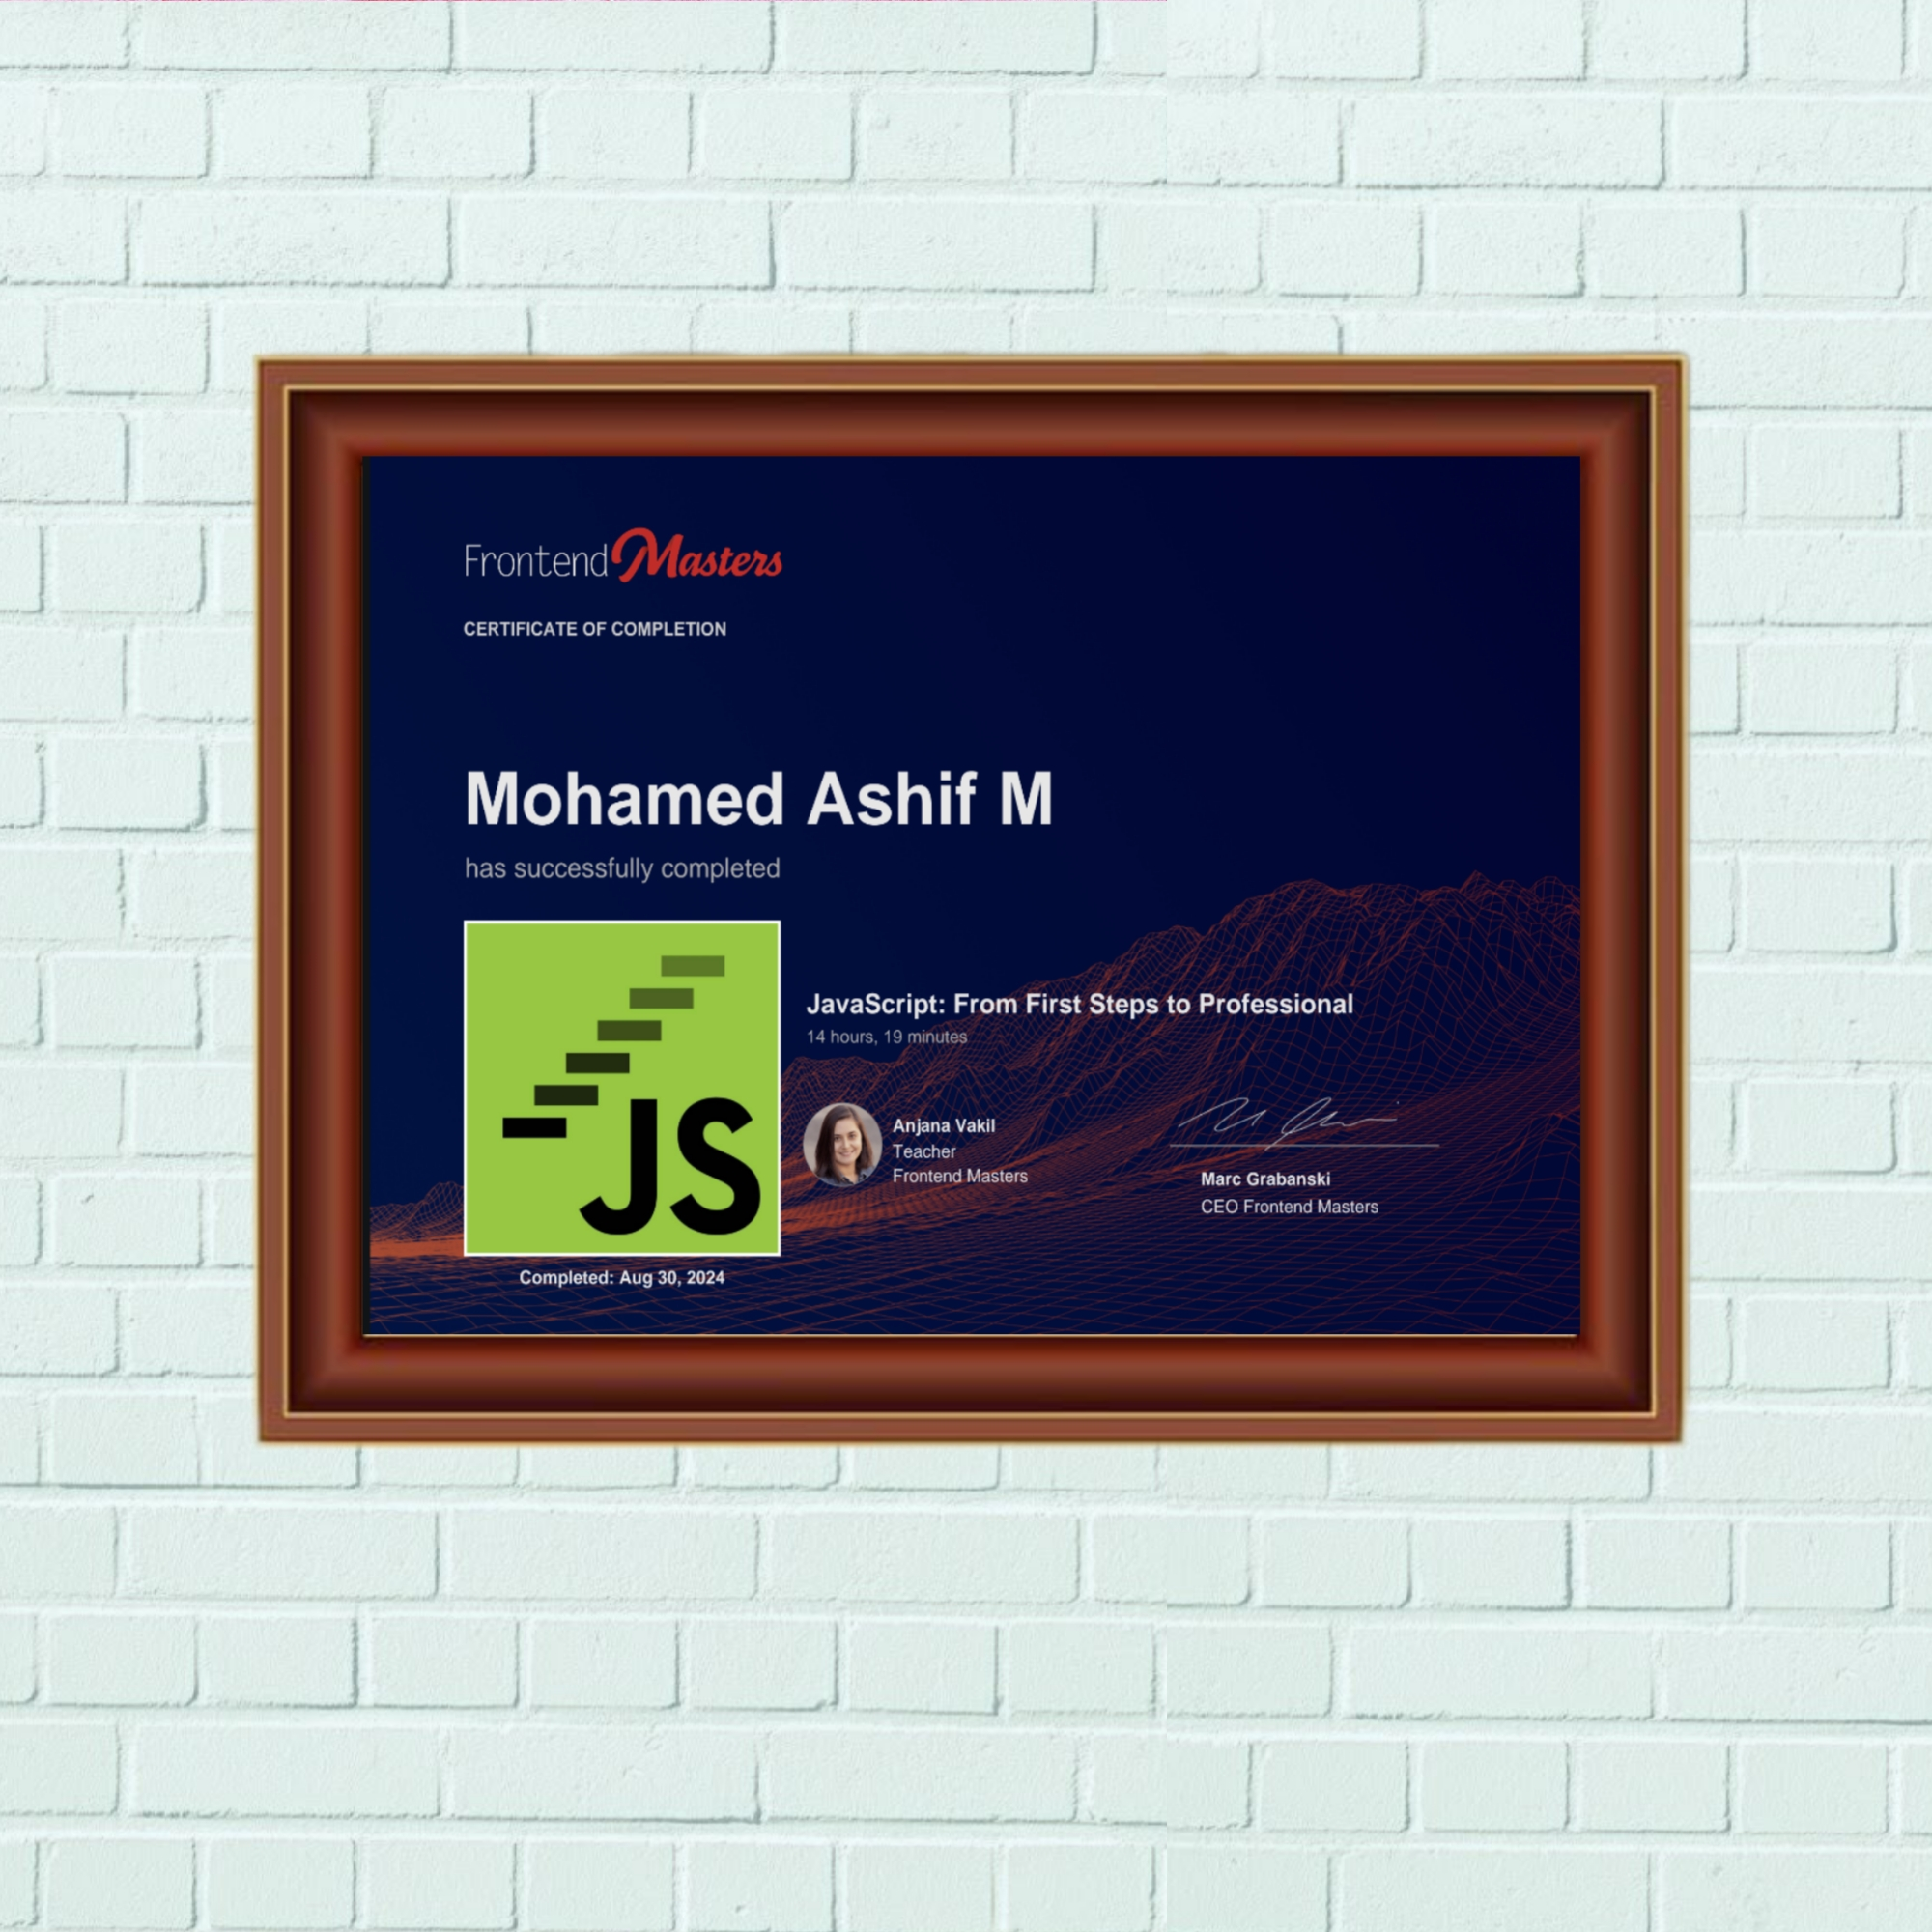 Frontend Masters
CERTIFICATE OF COMPLETION
Mohamed Ashif M
has successfully completed
JS
JavaScript: From First Steps to Professional
14 hours, 19 minutes
Anjana Vakil
Teacher
Frontend Masters
Marc Grabanski
CEO Frontend Masters
Completed: Aug 30, 2024